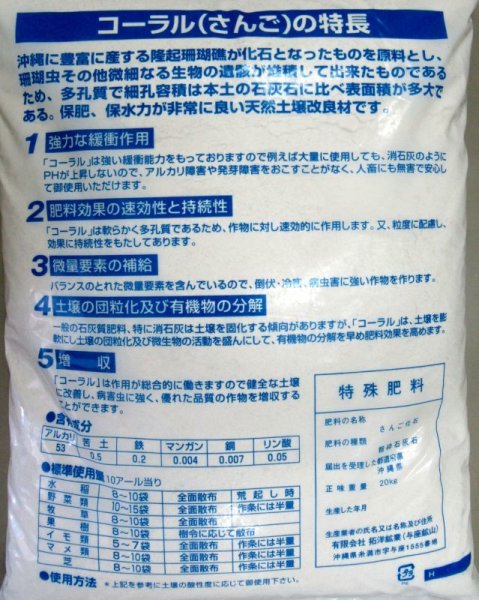 コーラル(さんご)の特長
沖縄に豊富に産する隆起珊瑚礁が化石となったものを原料とし、
珊瑚虫その他微細なる生物の遺骸が堆積して出来たものである
ため、多孔質で細孔容積は本土の石灰石に比べ表面積が多大で
ある。保肥、保水力が非常に良い天然土壌改良材です。
1 強力な緩衝作用
「コーラル」は強い緩衝能力をもっておりますので例えば大量に使用しても、消石灰のように
PHが上昇しないので、アルカリ障害や発芽障害をおこすことがなく、人畜にも無害で安心し
て御使用いただけます。
2 肥料効果の速効性と持続性
「コーラル」は軟らかく多孔質であるため、作物に対し速効的に作用します。又、粒度に配慮し、
効果に持続性をもたしてあります。
3 微量要素の補給
バランスのとれた微量要素を含んでいるので、倒伏・冷害、病虫害に強い作物を作ります。
4 土壌の団粒化及び有機物の分解
一般の石灰質肥料、特に消石灰は土壌を固化する傾向がありますが、「コーラル」は、土壌を膨
軟にし土壌の団粒化及び微生物の活動を盛んにして、有機物の分解を早め肥料効果を高めます。
5 増 収
「コーラル」は作用が総合的に働きますので健全な土壌
に改善し、病害虫に強く、優れた品質の作物を増収する
ことができます。
●含有成分
アルカリ 苦土 鉄 マンガン 銅 リン酸
53 0.5 0.2 0.004 0.007 0.05
●標準使用量 10アール当り
水稲 8〜10袋 全面散布 荒起し時
野菜類 10〜15袋 全面散布 作条には半量
牧草 8〜10袋 全面散布
果樹 8〜10袋 樹令に応じて散布
イモ類 5〜7袋 全面散布 作条には半量
マメ類 8〜10袋 全面散布 作条には半量
芝 8〜10袋 全面散布
●使用方法 *上記を参考に土壌の酸性度に応じて御使用下さい。
特殊肥料
肥料の名称 さんご化石
肥料の種類 粉砕石灰石
届出を受理した都道府県
沖縄県
正味重量 20kg
生産した年月
生産業者の氏名又は名称及び住所
有限会社 拓洋鉱業(与座鉱山)
沖縄県糸満市字与座1555番地
プラ
PE
H